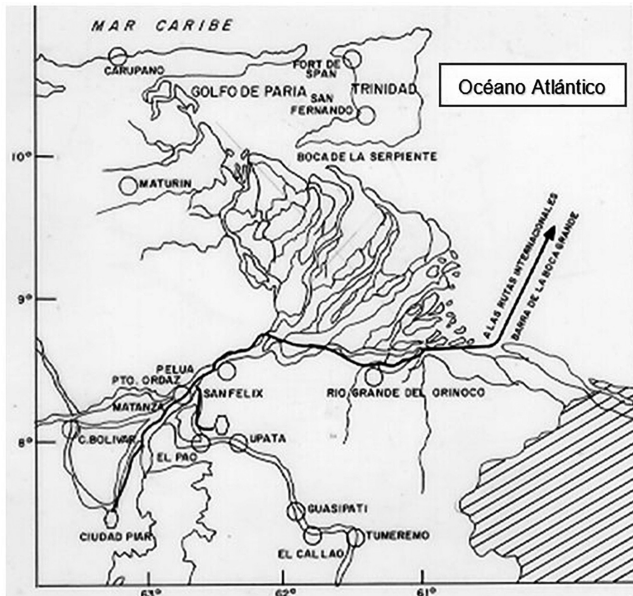 MAR CARIBE
CARUPANO
FORT DE
SPAN
GOLFO DE PARIA
TRINIDAD
SAN
FERNANDO
Océano Atlántico
BOCA DE LA SERPIENTE
10°
MATURIN
A LAS RUTAS INTERNACIONALES
BARRA DE LA BOCA GRANDE
9°
PELUA
PTO. ORDAZ
SAN FELIX
RIO GRANDE DEL ORINOCO
MATANZA
8°
C. BOLIVAR
EL PAO
UPATA
GUASIPATI
CIUDAD PIAR
EL CALLAO
TUMEREMO
63°
62°
61°